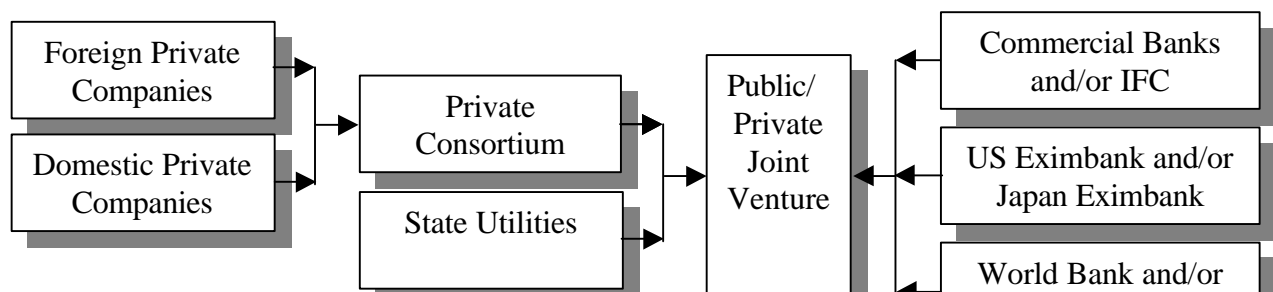 Foreign Private
Companies
Domestic Private
Companies
Private
Consortium
State Utilities
Public/
Private
Joint
Venture
Commercial Banks
and/or IFC
US Eximbank and/or
Japan Eximbank
World Bank and/or